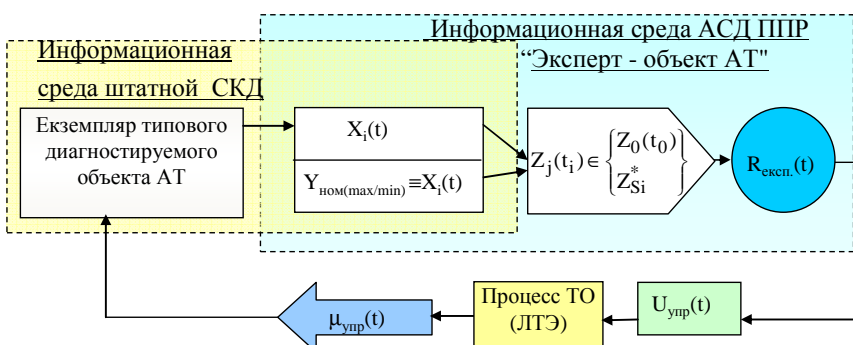 Информационная
среда штатной СКД
Информационная среда АСД ППР
“Эксперт - объект АТ"
Екземпляр типового
диагностируемого
объекта АТ
X_i(t)
Y_ном(max/min) ≡X_i(t)
Z_j(t_i) ∈ { Z_0(t_0)
Z*_Si }
R_експ.(t)
μ_упр(t)
Процесс ТО
(ЛТЭ)
U_упр(t)